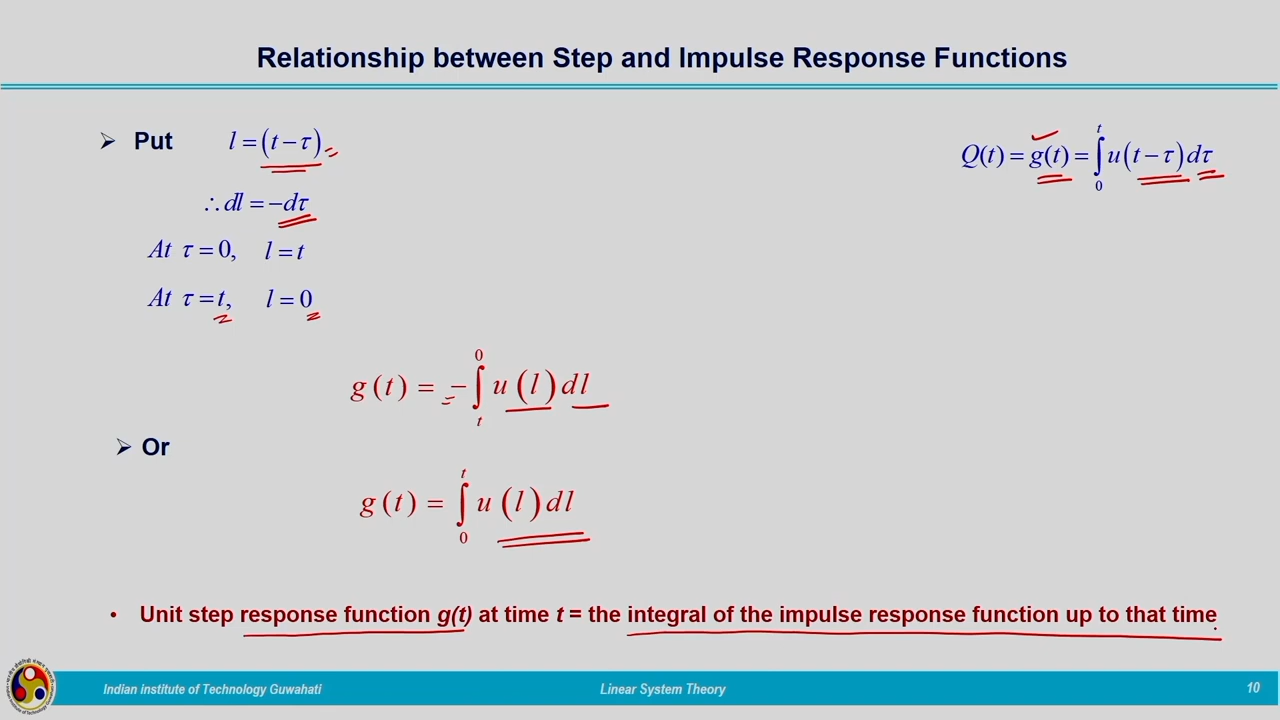 Relationship between Step and Impulse Response Functions
➢ Put l = (t − τ)
Q(t) = g(t) = ∫₀ᵗ u(t − τ) dτ
∴ dl = −dτ
At τ = 0, l = t
At τ = t, l = 0
g(t) = −∫ₜ⁰ u(l) dl
➢ Or
g(t) = ∫₀ᵗ u(l) dl
• Unit step response function g(t) at time t = the integral of the impulse response function up to that time
Indian institute of Technology Guwahati
Linear System Theory
10